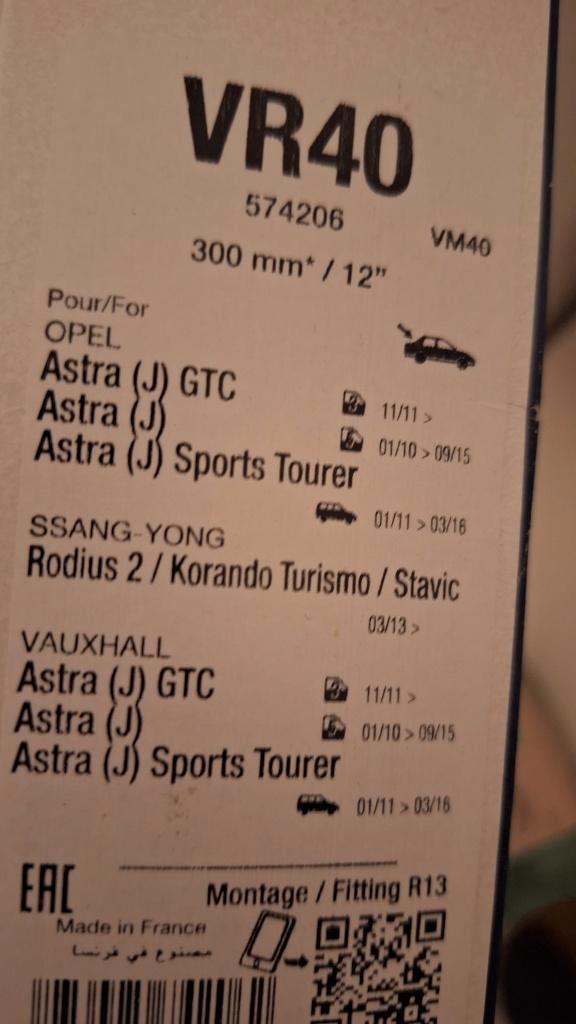 VR40
574206
VM40
300 mm* / 12”
Pour/For
OPEL
Astra (J) GTC
11/11 >
Astra (J)
01/10 > 09/15
Astra (J) Sports Tourer
01/11 > 03/16
SSANG-YONG
Rodius 2 / Korando Turismo / Stavic
03/13 >
VAUXHALL
Astra (J) GTC
11/11 >
Astra (J)
01/10 > 09/15
Astra (J) Sports Tourer
01/11 > 03/16
EAC
Montage / Fitting R13
Made in France
مصنوع في فرنسا